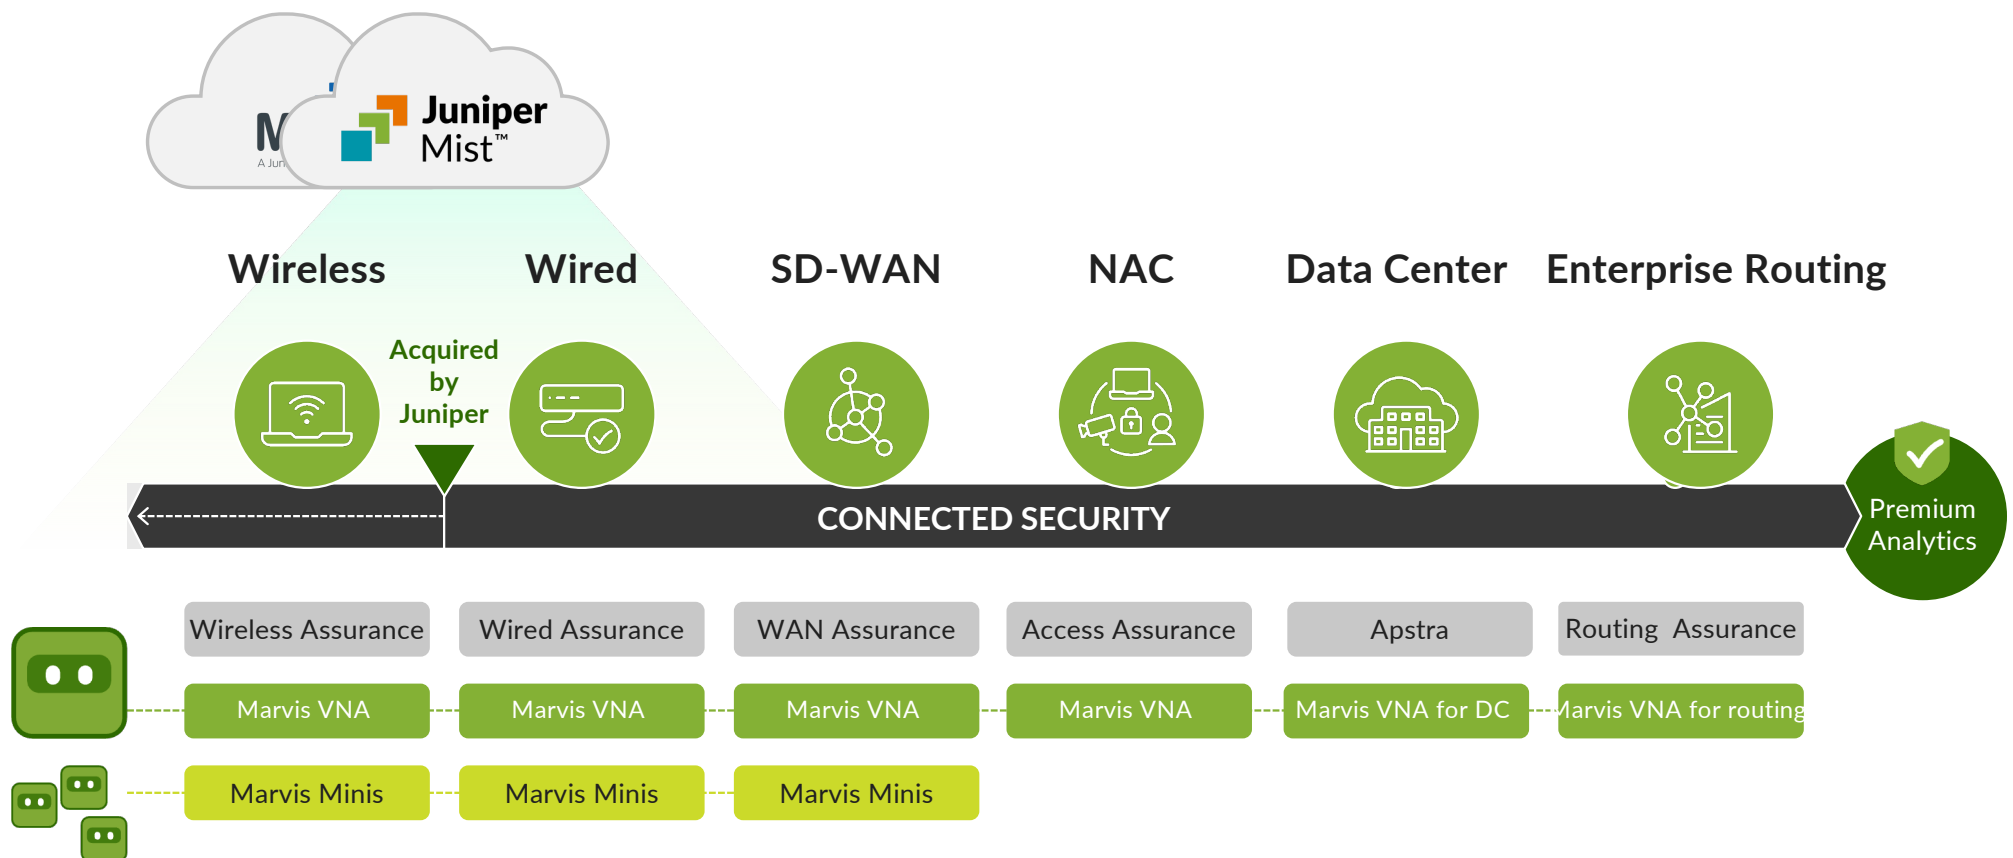 M
A Jun
Juniper
Mist™
Wireless
Wired
SD-WAN
NAC
Data Center
Enterprise Routing
Acquired
by
Juniper
CONNECTED SECURITY
Premium
Analytics
Wireless Assurance
Wired Assurance
WAN Assurance
Access Assurance
Apstra
Routing Assurance
Marvis VNA
Marvis VNA
Marvis VNA
Marvis VNA
Marvis VNA for DC
Marvis VNA for routing
Marvis Minis
Marvis Minis
Marvis Minis